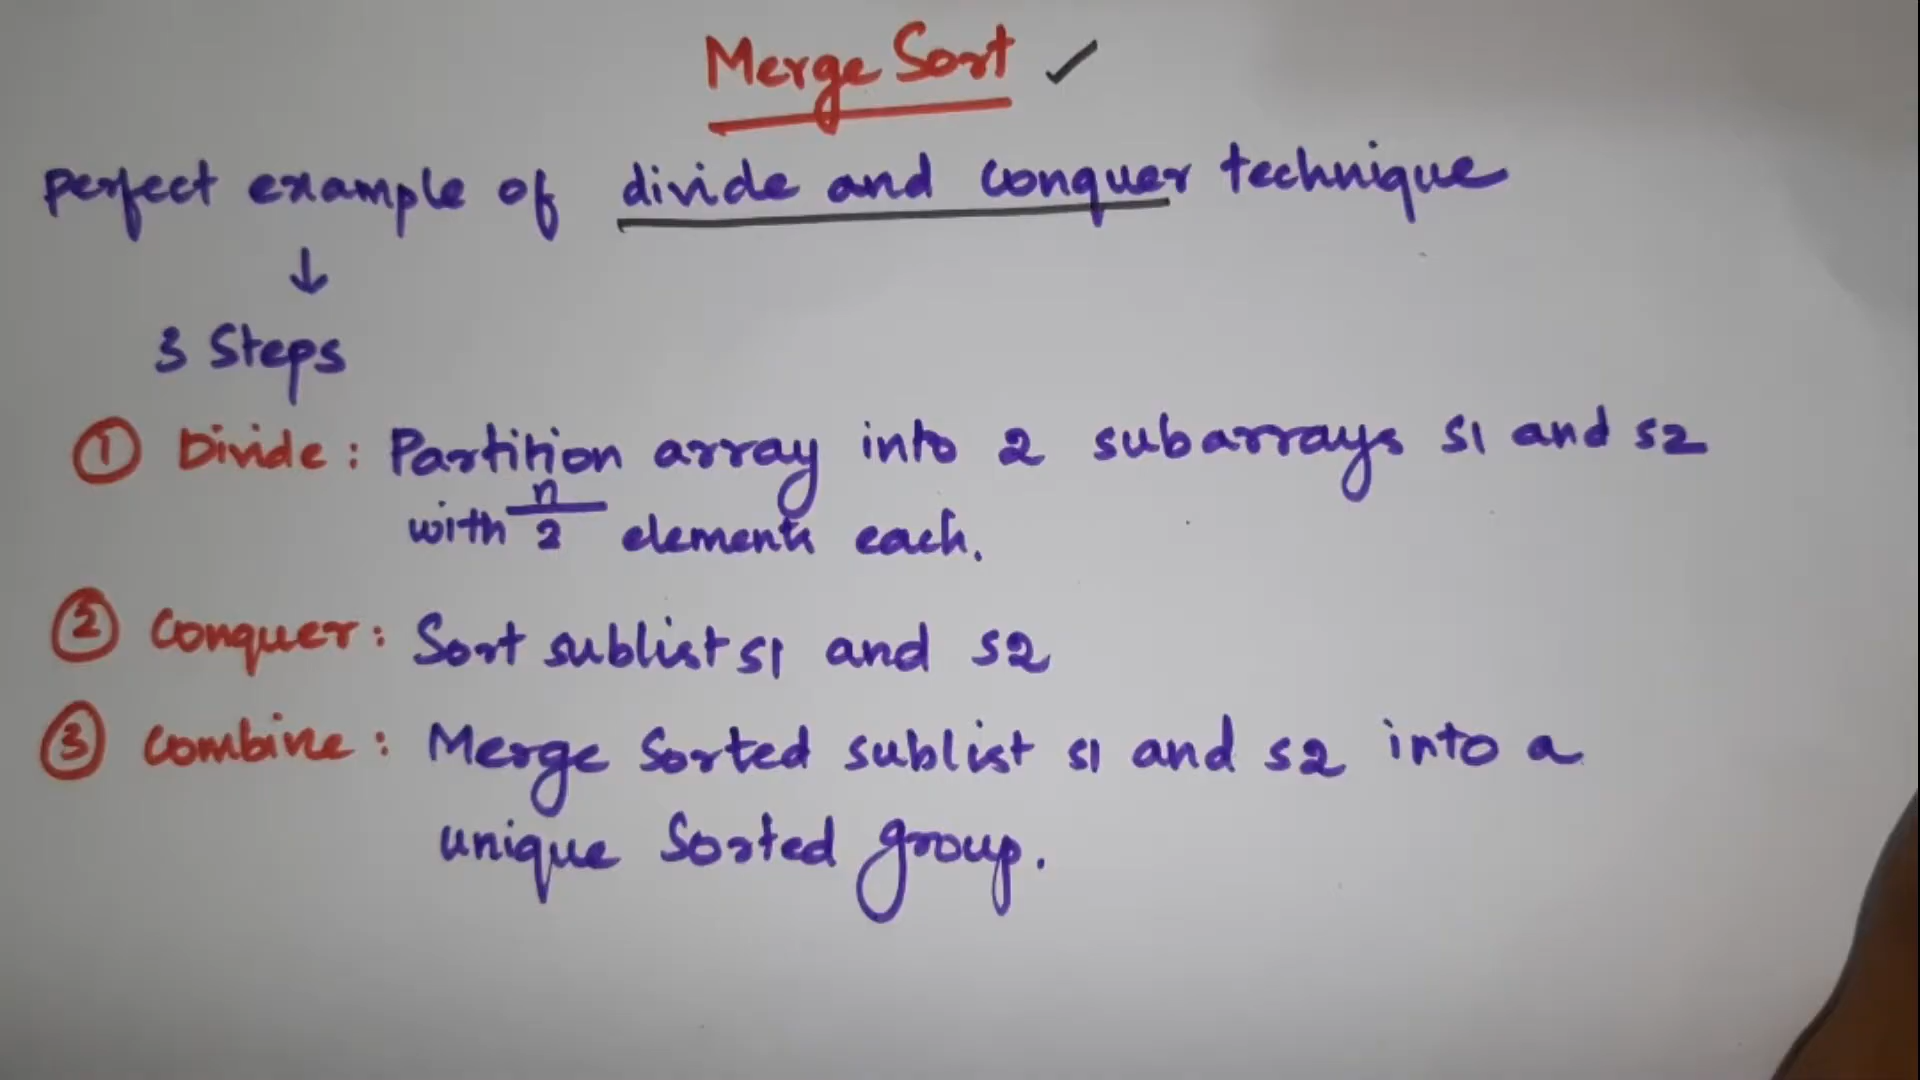 Merge Sort ✓
Perfect example of divide and conquer technique
↓
3 Steps
① Divide: Partition array into 2 subarrays s1 and s2
with n/2 elements each.
② Conquer: Sort sublist s1 and s2
③ Combine: Merge Sorted sublist s1 and s2 into a
unique Sorted group.